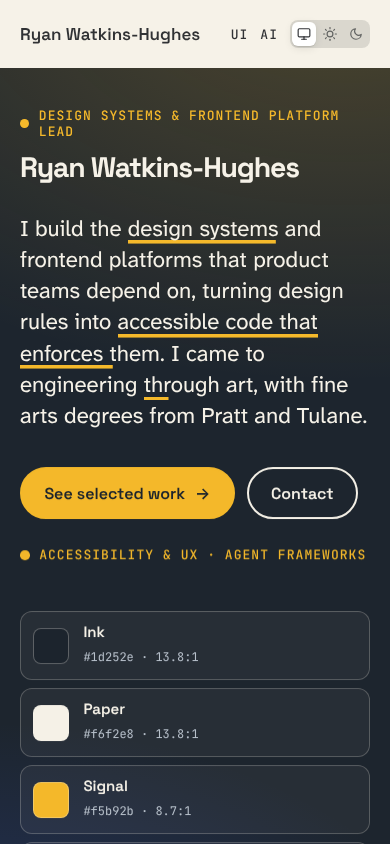 Ryan Watkins-Hughes UI AI
DESIGN SYSTEMS & FRONTEND PLATFORM
LEAD
Ryan Watkins-Hughes
I build the design systems and
frontend platforms that product
teams depend on, turning design
rules into accessible code that
enforces them. I came to
engineering through art, with fine
arts degrees from Pratt and Tulane.
See selected work → Contact
ACCESSIBILITY & UX · AGENT FRAMEWORKS
Ink
#1d252e · 13.8:1
Paper
#f6f2e8 · 13.8:1
Signal
#f5b92b · 8.7:1